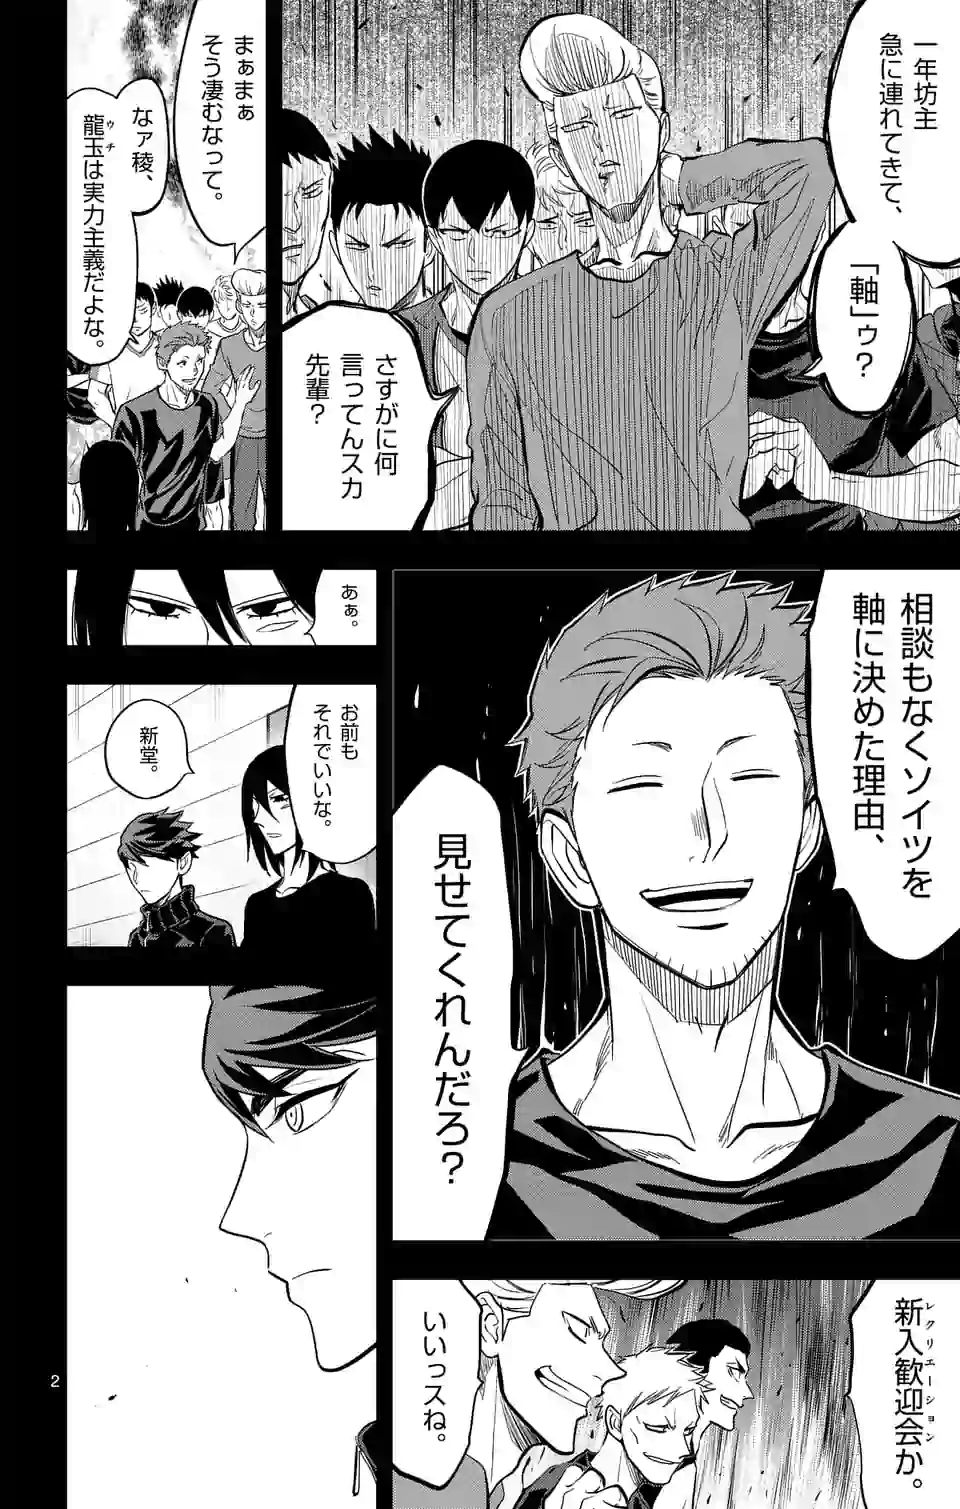 一年坊主
急に連れてきて、
「軸」ゥ？
さすがに何
言ってんスカ
先輩？
まぁまぁ
そう凄むなって。
なァ稜、
龍玉は実力主義だよな。
ウチ
相談もなくソイツを
軸に決めた理由、
見せてくれんだろ？
あぁ。
お前も
それでいいな。
新堂。
新入歓迎会か。
レクリエーション
いいっスね。
2